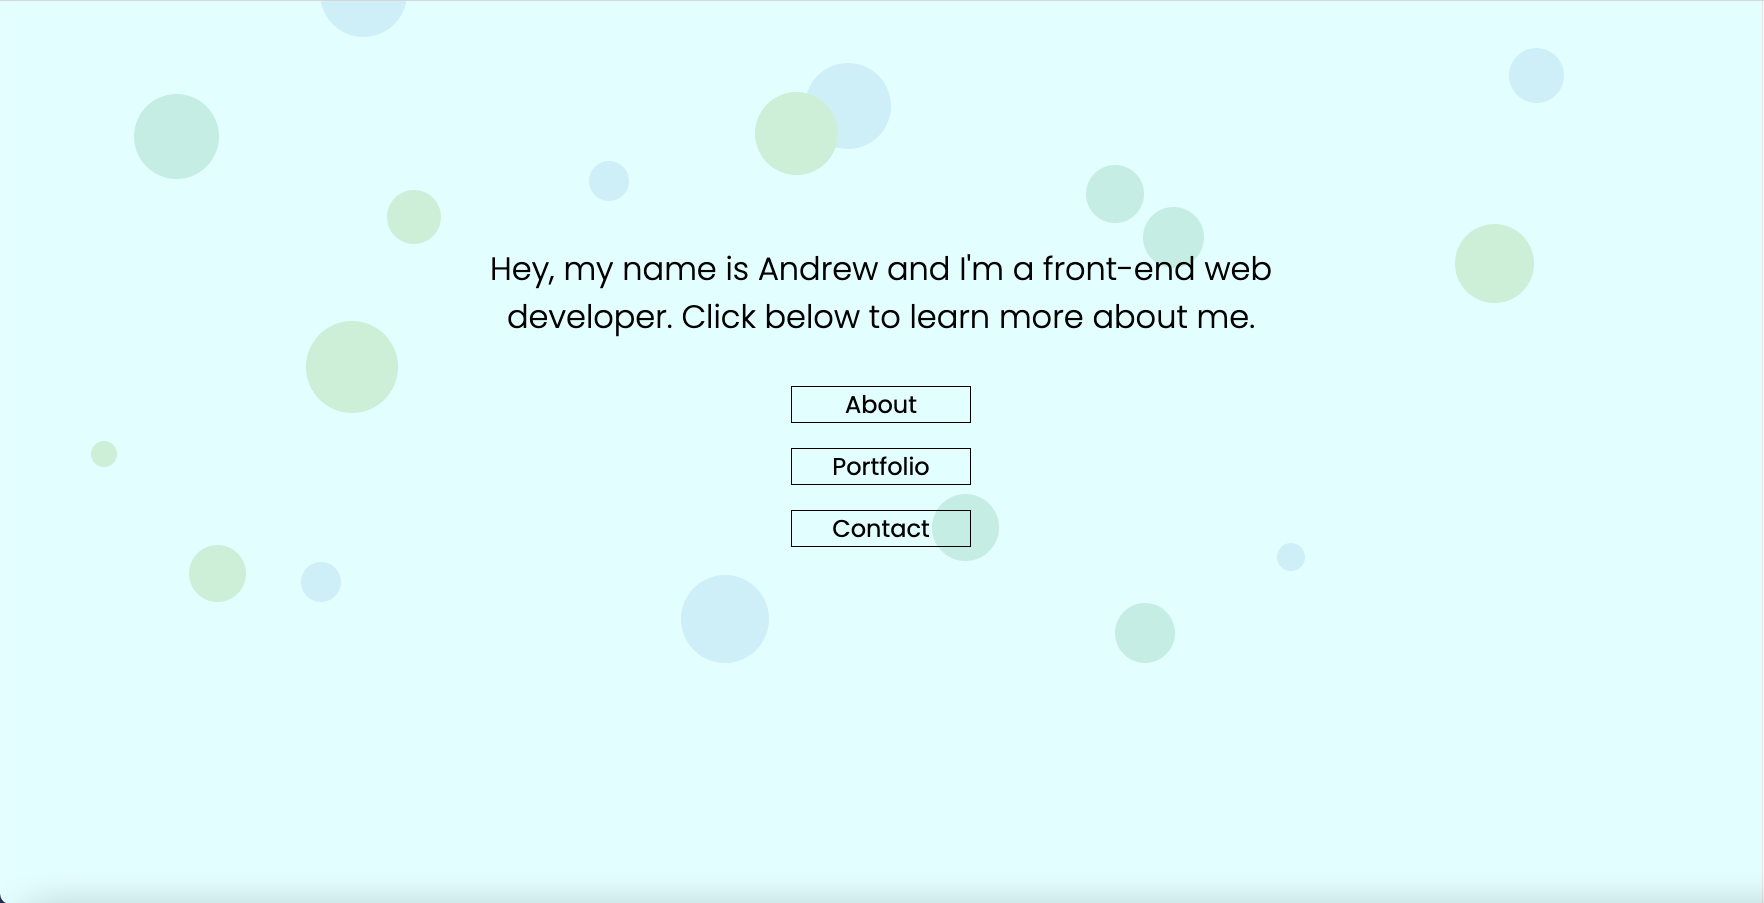 Hey, my name is Andrew and I'm a front-end web
developer. Click below to learn more about me.
About
Portfolio
Contact